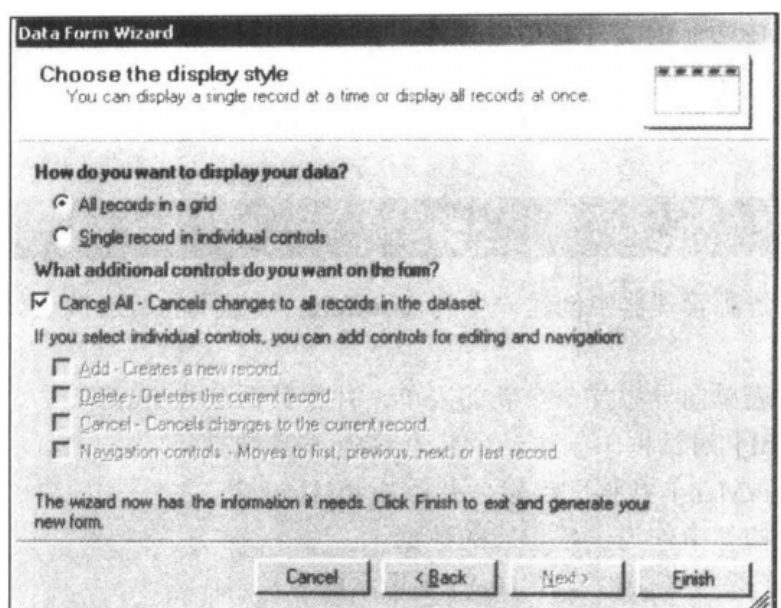 Data Form Wizard
Choose the display style
You can display a single record at a time or display all records at once.
How do you want to display your data?
All records in a grid
Single record in individual controls
What additional controls do you want on the form?
Cancel All - Cancels changes to all records in the dataset.
If you select individual controls, you can add controls for editing and navigation:
Add - Creates a new record.
Delete - Deletes the current record.
Cancel - Cancels changes to the current record.
Navigation controls - Moves to first, previous, next, or last record.
The wizard now has the information it needs. Click Finish to exit and generate your
new form.
Cancel
< Back
Next >
Finish